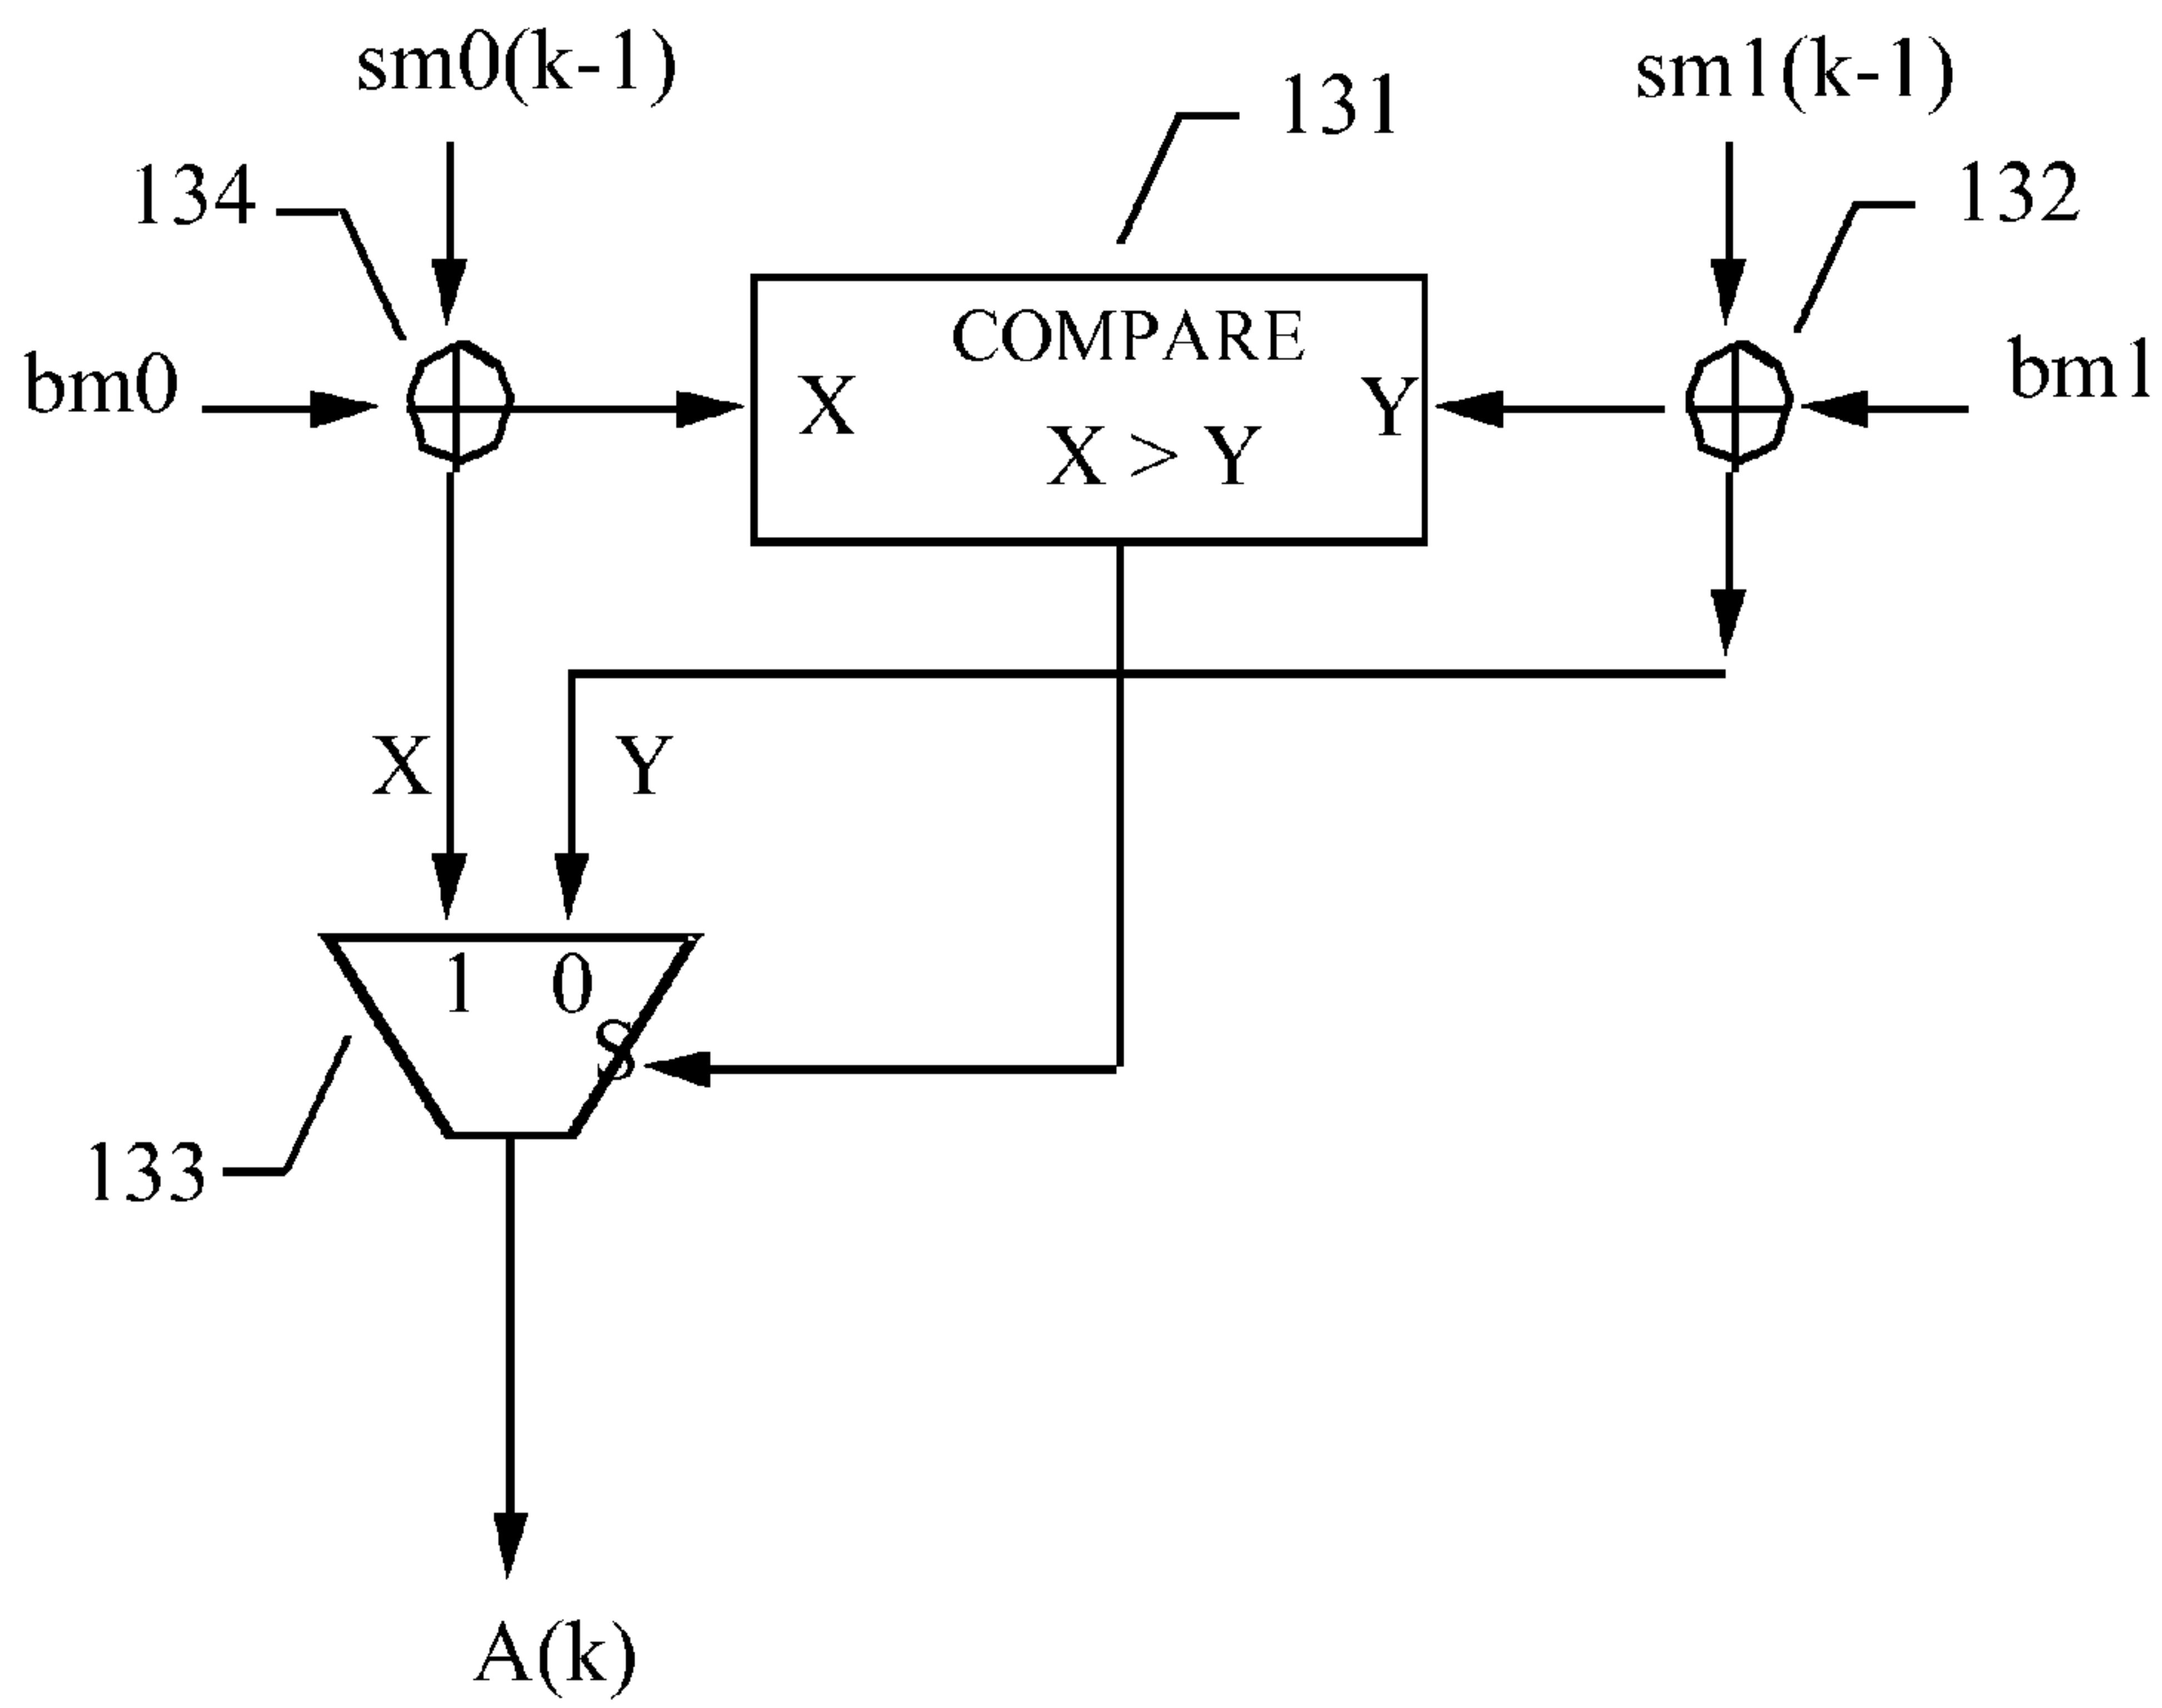 sm0(k-1)
sm1(k-1)
131
134
132
COMPARE
bm0
X
Y
bm1
X > Y
X
Y
1
0
S
133
A(k)